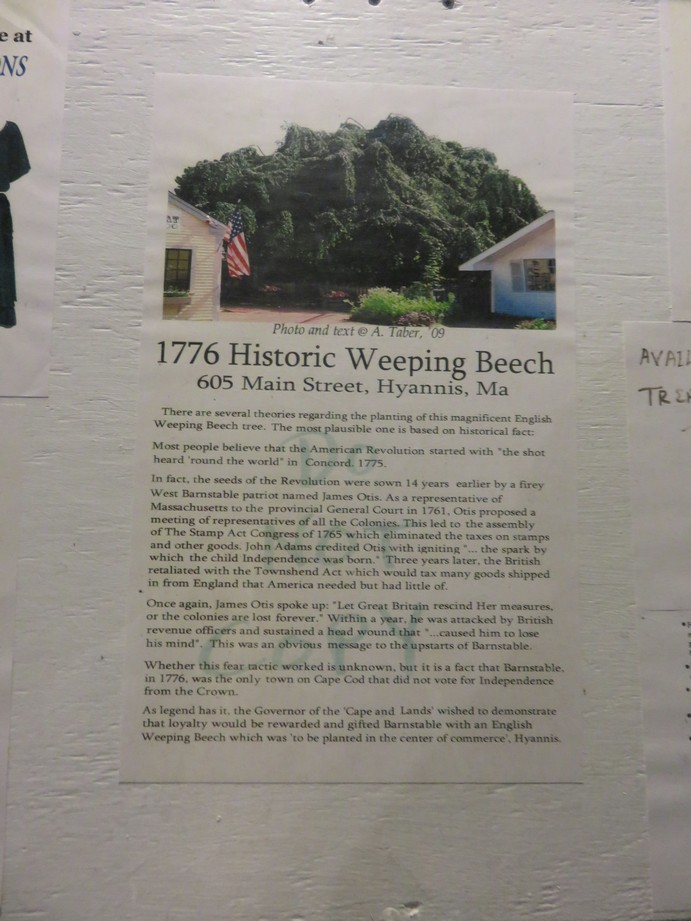 e at
NS
Photo and text @ A. Taber, '09
1776 Historic Weeping Beech
605 Main Street, Hyannis, Ma
There are several theories regarding the planting of this magnificent English
Weeping Beech tree. The most plausible one is based on historical fact:
Most people believe that the American Revolution started with "the shot
heard 'round the world" in Concord, 1775.
In fact, the seeds of the Revolution were sown 14 years earlier by a firey
West Barnstable patriot named James Otis. As a representative of
Massachusetts to the provincial General Court in 1761, Otis proposed a
meeting of representatives of all the Colonies. This led to the assembly
of The Stamp Act Congress of 1765 which eliminated the taxes on stamps
and other goods. John Adams credited Otis with igniting "... the spark by
which the child Independence was born." Three years later, the British
retaliated with the Townshend Act which would tax many goods shipped
in from England that America needed but had little of.
Once again, James Otis spoke up: "Let Great Britain rescind Her measures,
or the colonies are lost forever." Within a year, he was attacked by British
revenue officers and sustained a head wound that "...caused him to lose
his mind". This was an obvious message to the upstarts of Barnstable.
Whether this fear tactic worked is unknown, but it is a fact that Barnstable,
in 1776, was the only town on Cape Cod that did not vote for Independence
from the Crown.
As legend has it, the Governor of the 'Cape and Lands' wished to demonstrate
that loyalty would be rewarded and gifted Barnstable with an English
Weeping Beech which was 'to be planted in the center of commerce', Hyannis.
AVAIL